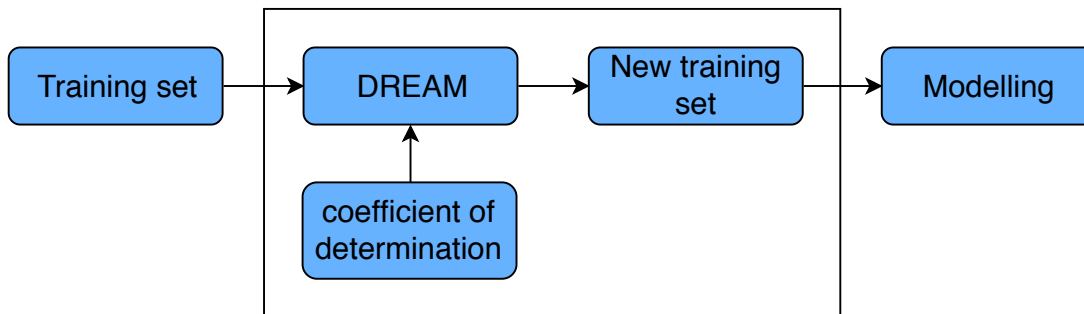 Training set
DREAM
New training
set
Modelling
coefficient of
determination